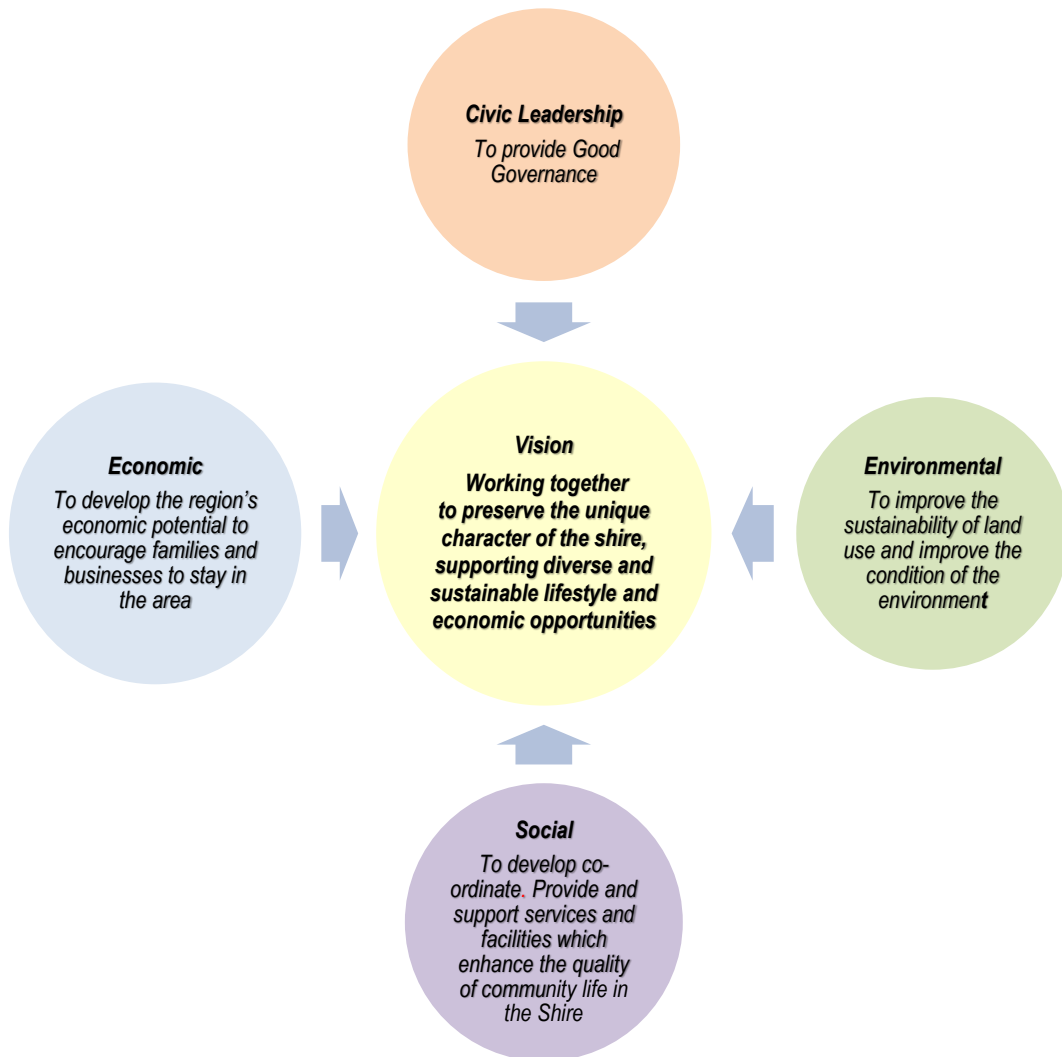 Civic Leadership
To provide Good
Governance
Economic
To develop the region's
economic potential to
encourage families and
businesses to stay in
the area
Vision
Working together
to preserve the unique
character of the shire,
supporting diverse and
sustainable lifestyle and
economic opportunities
Environmental
To improve the
sustainability of land
use and improve the
condition of the
environment
Social
To develop co-
ordinate. Provide and
support services and
facilities which
enhance the quality
of community life in
the Shire